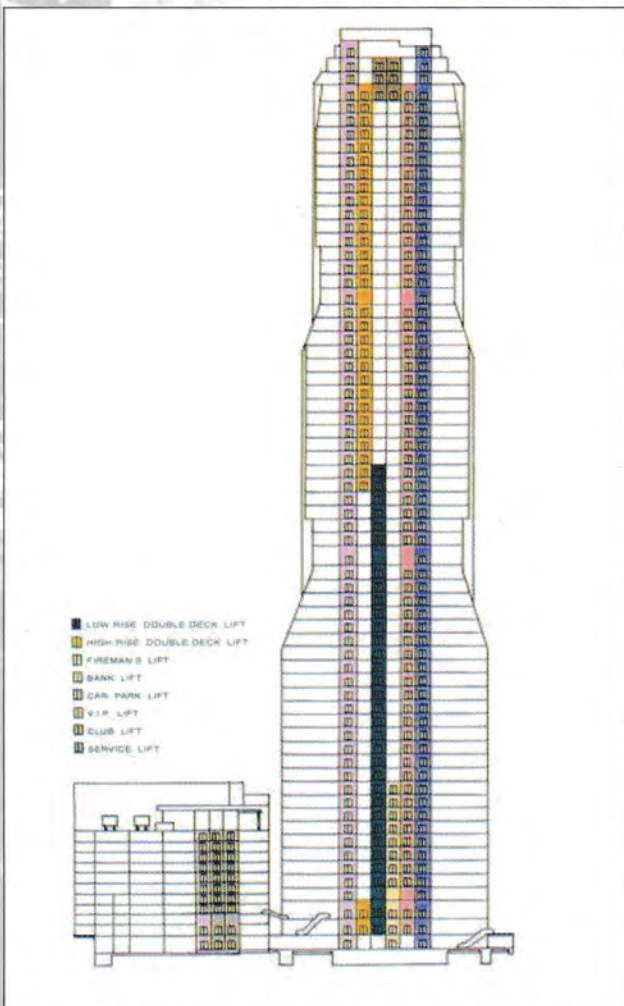 LOW RISE DOUBLE DECK LIFT
HIGH RISE DOUBLE DECK LIFT
FIREMAN'S LIFT
BANK LIFT
CAR PARK LIFT
V.I.P. LIFT
CLUB LIFT
SERVICE LIFT